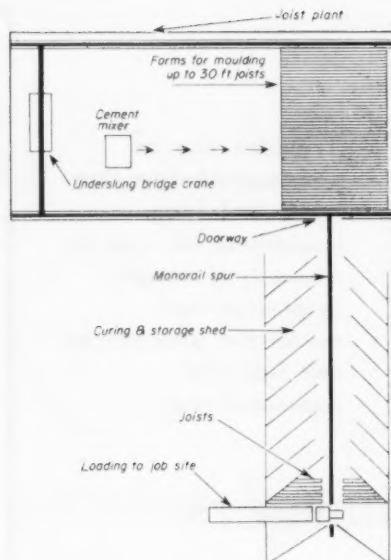 Joist plant
Forms for moulding
up to 30 ft joists
Cement
mixer
Underslung bridge crane
Doorway
Monorail spur
Curing & storage shed
Joists
Loading to job site